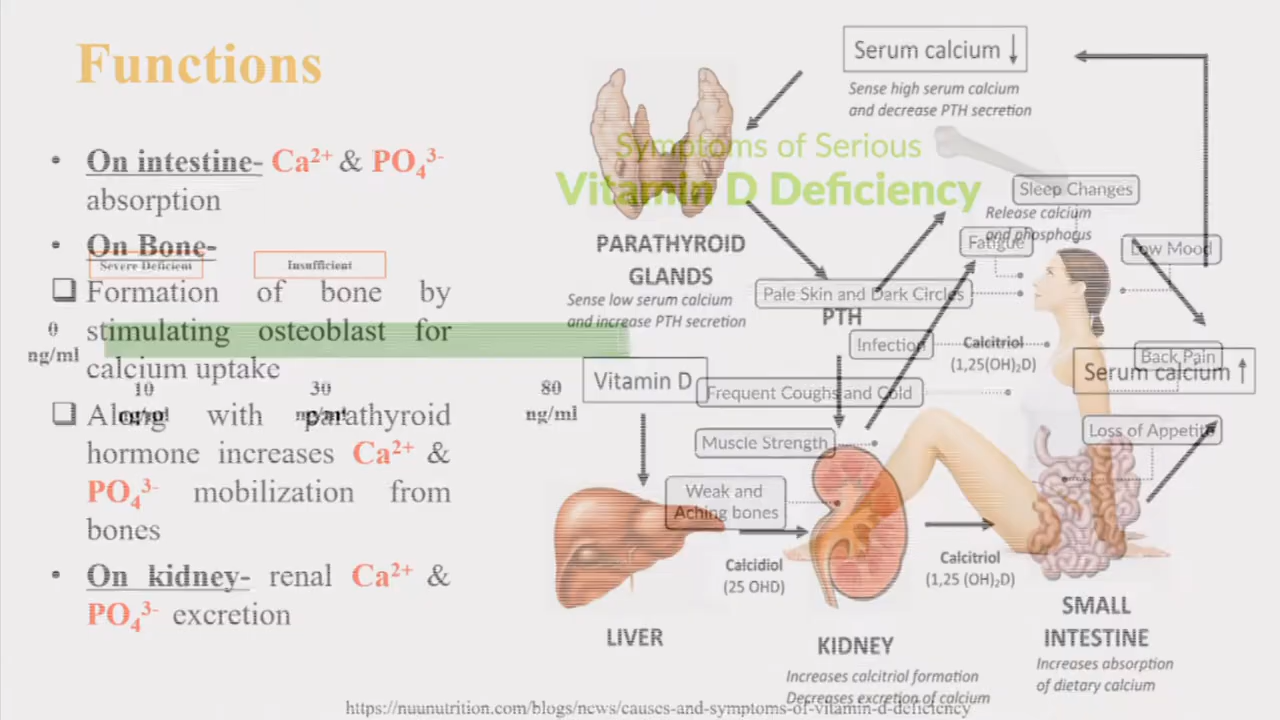 Functions
• On intestine- Ca²⁺ & PO₄³⁻
absorption
• On Bone-
Severe Deficient
Insufficient
❑ Formation of bone by
stimulating osteoblast for
calcium uptake
0
ng/ml
10
30
80
ng/ml
❑ Along with parathyroid
hormone increases Ca²⁺ &
PO₄³⁻ mobilization from
bones
• On kidney- renal Ca²⁺ &
PO₄³⁻ excretion
Serum calcium ↓
Sense high serum calcium
and decrease PTH secretion
Symptoms of Serious
Vitamin D Deficiency
PARATHYROID
GLANDS
Sense low serum calcium
and increase PTH secretion
Sleep Changes
Release calcium
and phosphorus
Fatigue
Low Mood
Pale Skin and Dark Circles
PTH
Infection
Calcitriol
(1,25(OH)₂D)
Back Pain
Serum calcium ↑
Vitamin D
Frequent Coughs and Cold
Loss of Appetite
Muscle Strength
Weak and
Aching bones
Calcidiol
(25 OHD)
Calcitriol
(1,25 (OH)₂D)
LIVER
KIDNEY
Increases calcitriol formation
Decreases excretion of calcium
SMALL
INTESTINE
Increases absorption
of dietary calcium
https://nuunutrition.com/blogs/news/causes-and-symptoms-of-vitamin-d-deficiency